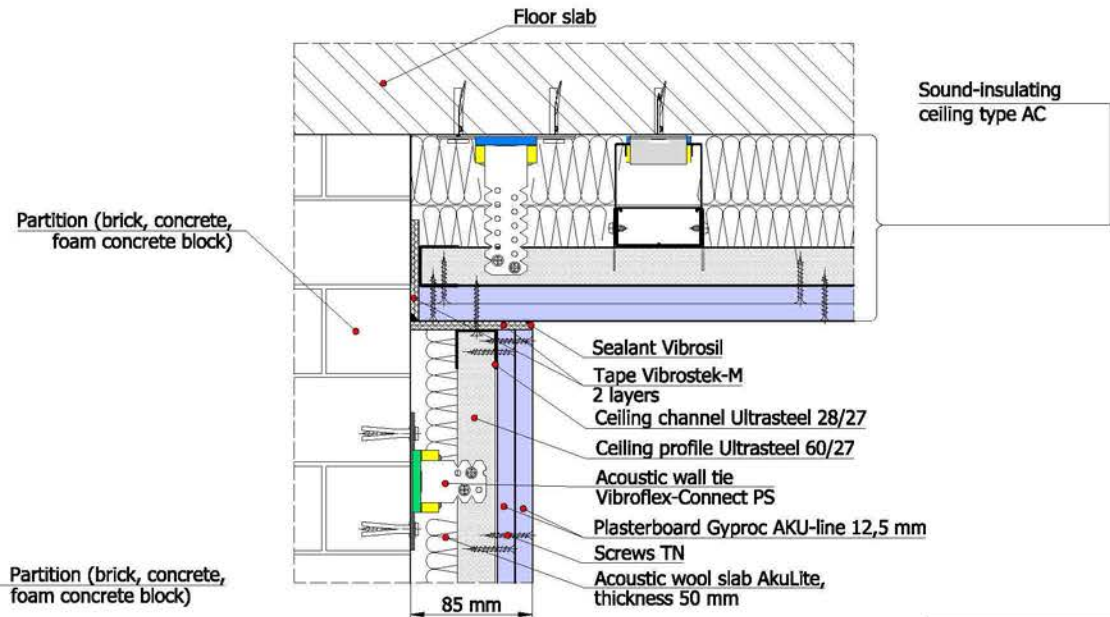 Floor slab
Sound-insulating
ceiling type AC
Partition (brick, concrete,
foam concrete block)
Sealant Vibrosil
Tape Vibrostek-M
2 layers
Ceiling channel Ultrasteel 28/27
Ceiling profile Ultrasteel 60/27
Acoustic wall tie
Vibroflex-Connect PS
Plasterboard Gyproc AKU-line 12,5 mm
Screws TN
Acoustic wool slab AkuLite,
thickness 50 mm
Partition (brick, concrete,
foam concrete block)
85 mm